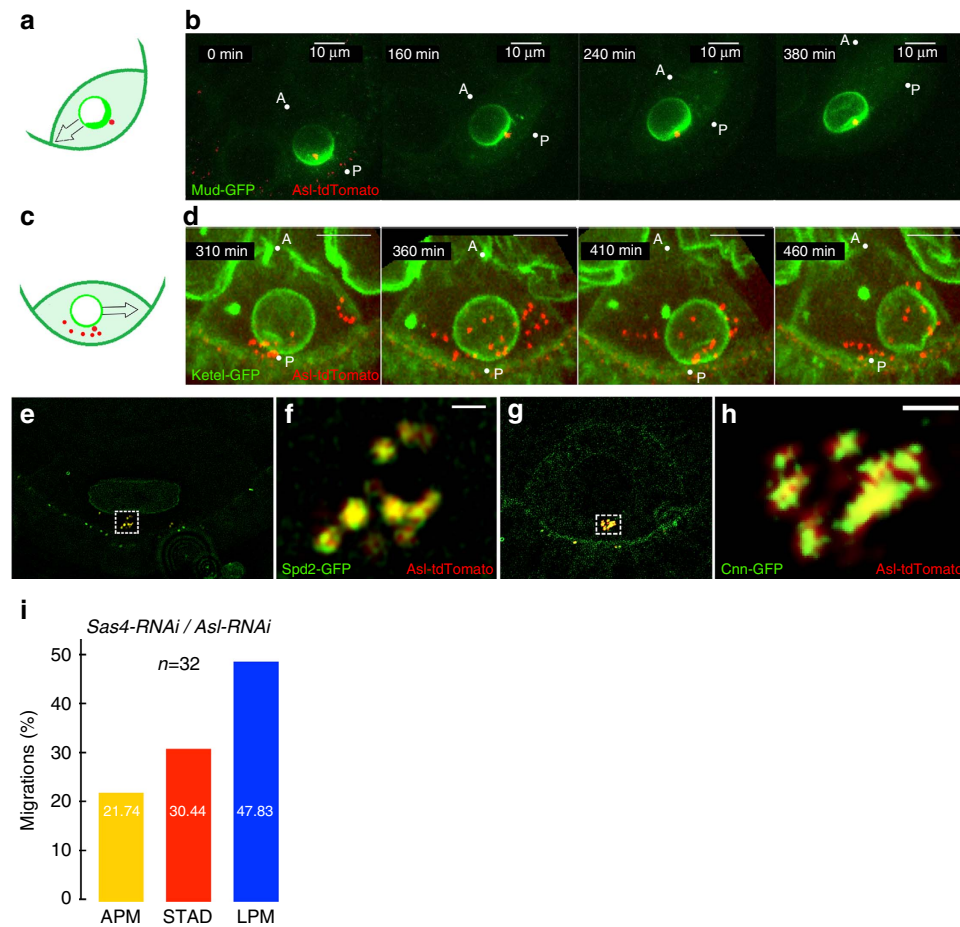 a
b
0 min
10 μm
A
P
Mud-GFP
Asl-tdTomato
160 min
10 μm
A
P
240 min
10 μm
A
P
380 min
10 μm
A
P
c
d
310 min
A
P
Ketel-GFP
Asl-tdTomato
360 min
A
P
410 min
A
P
460 min
A
P
e
f
Spd2-GFP
Asl-tdTomato
g
h
Cnn-GFP
Asl-tdTomato
i
Sas4-RNAi / Asl-RNAi
n=32
Migrations (%)
50
40
30
20
10
0
21.74
30.44
47.83
APM
STAD
LPM